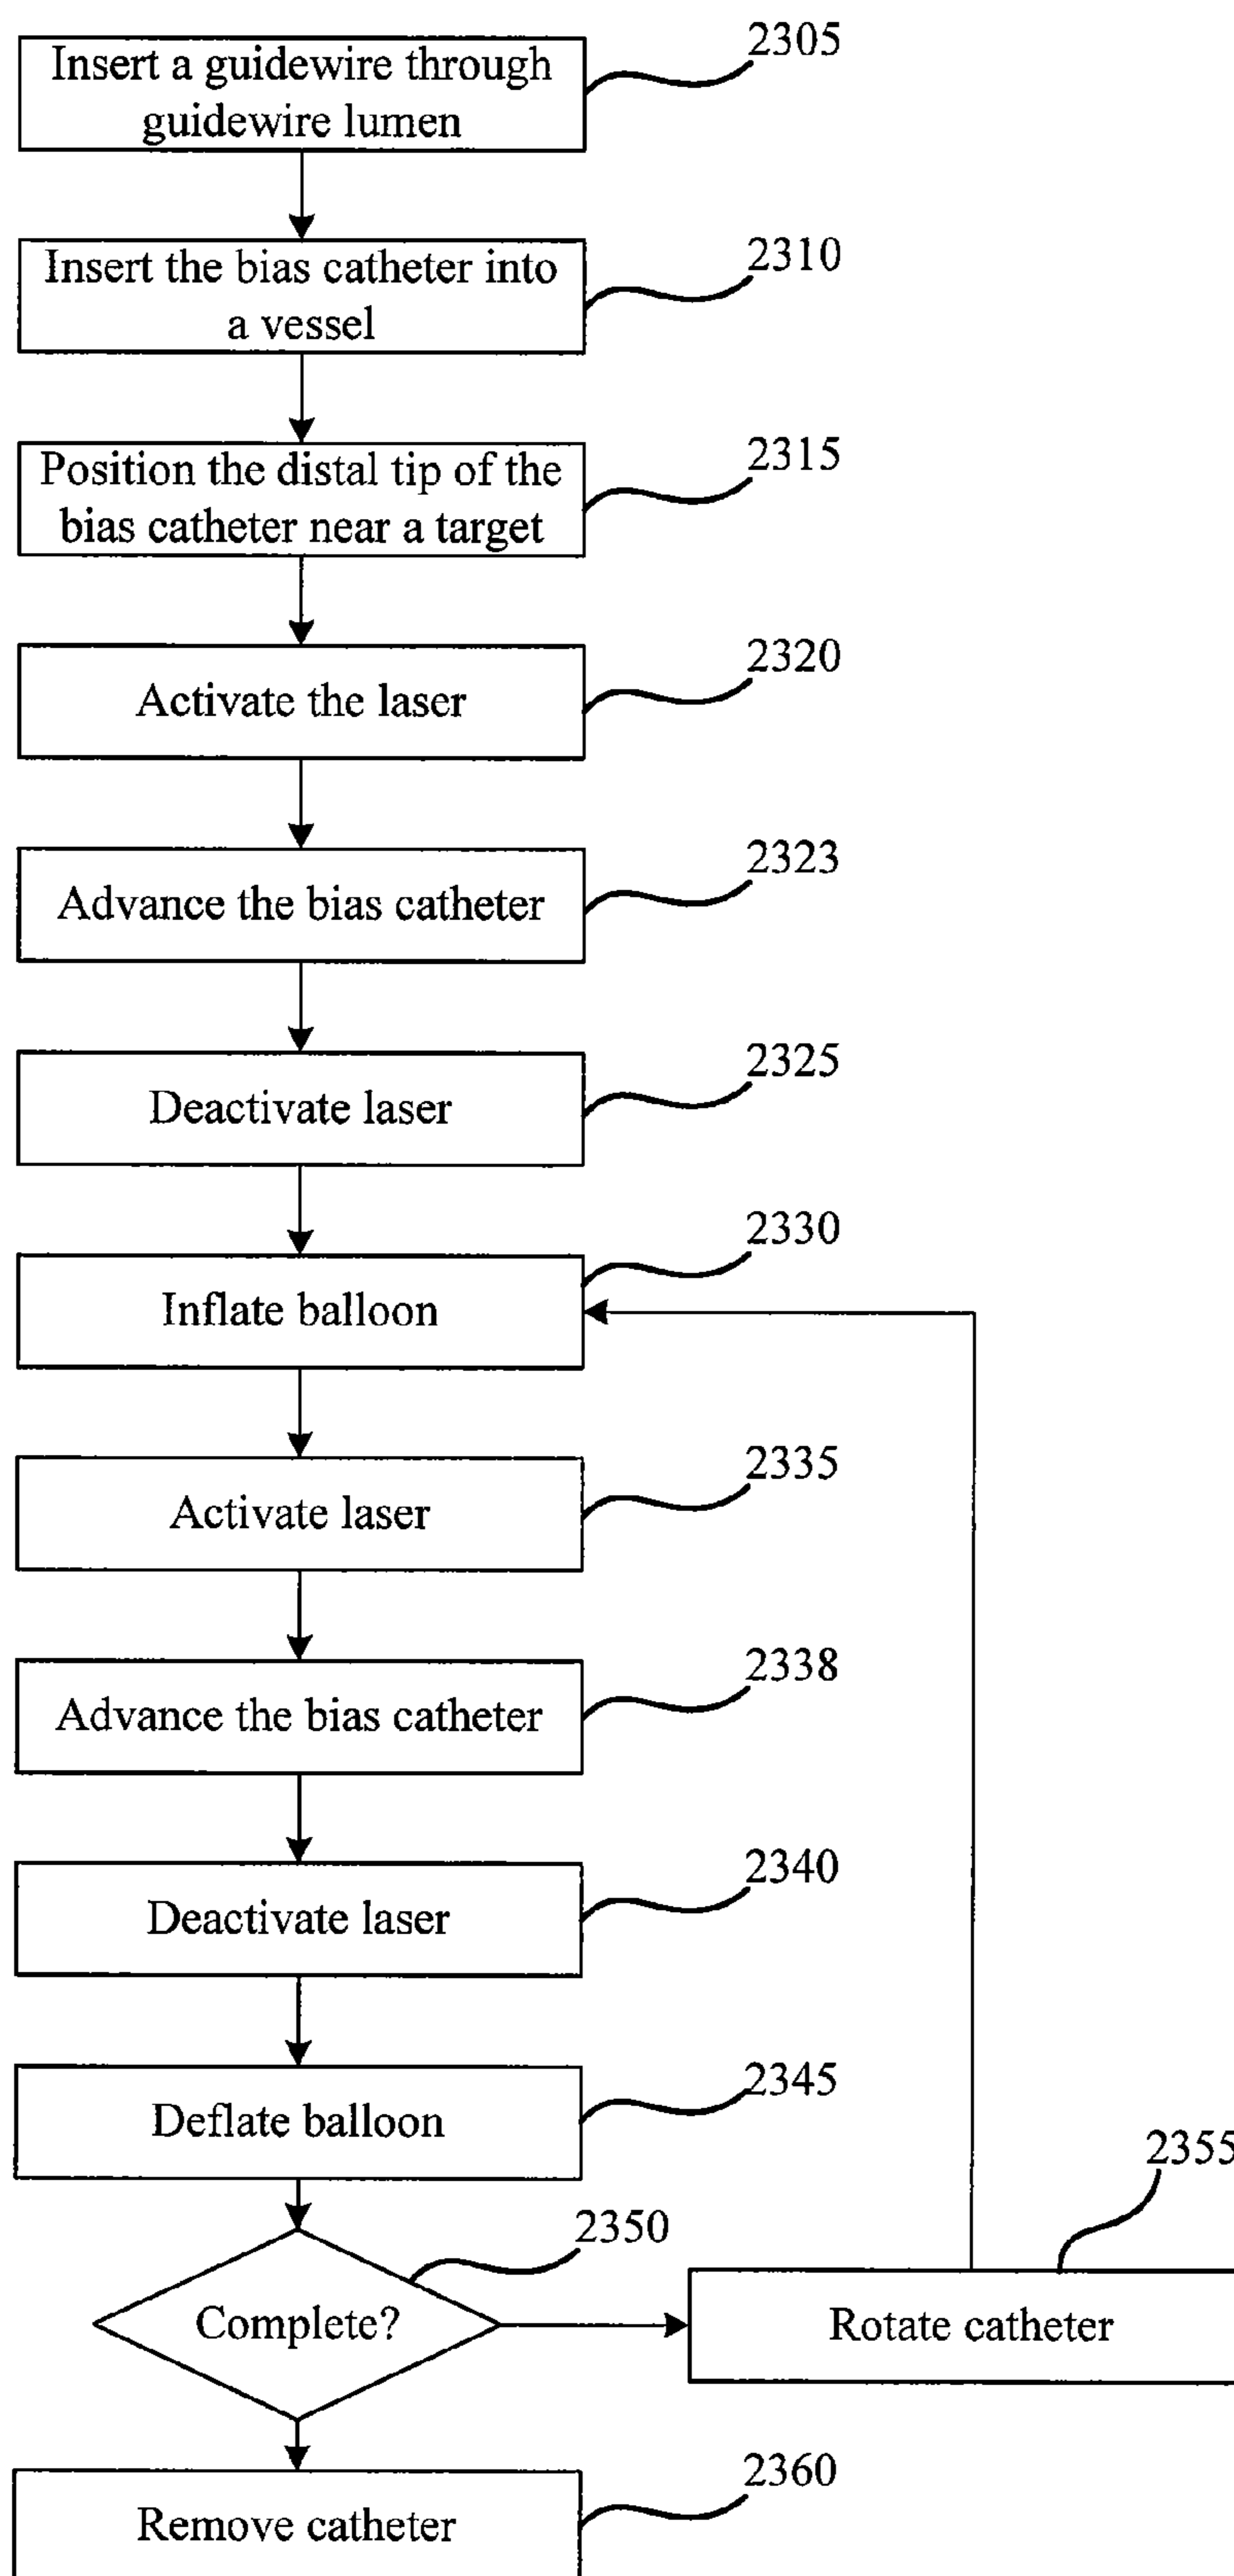 2305
Insert a guidewire through
guidewire lumen
2310
Insert the bias catheter into
a vessel
2315
Position the distal tip of the
bias catheter near a target
2320
Activate the laser
2323
Advance the bias catheter
2325
Deactivate laser
2330
Inflate balloon
2335
Activate laser
2338
Advance the bias catheter
2340
Deactivate laser
2345
Deflate balloon
2355
2350
Complete?
Rotate catheter
2360
Remove catheter